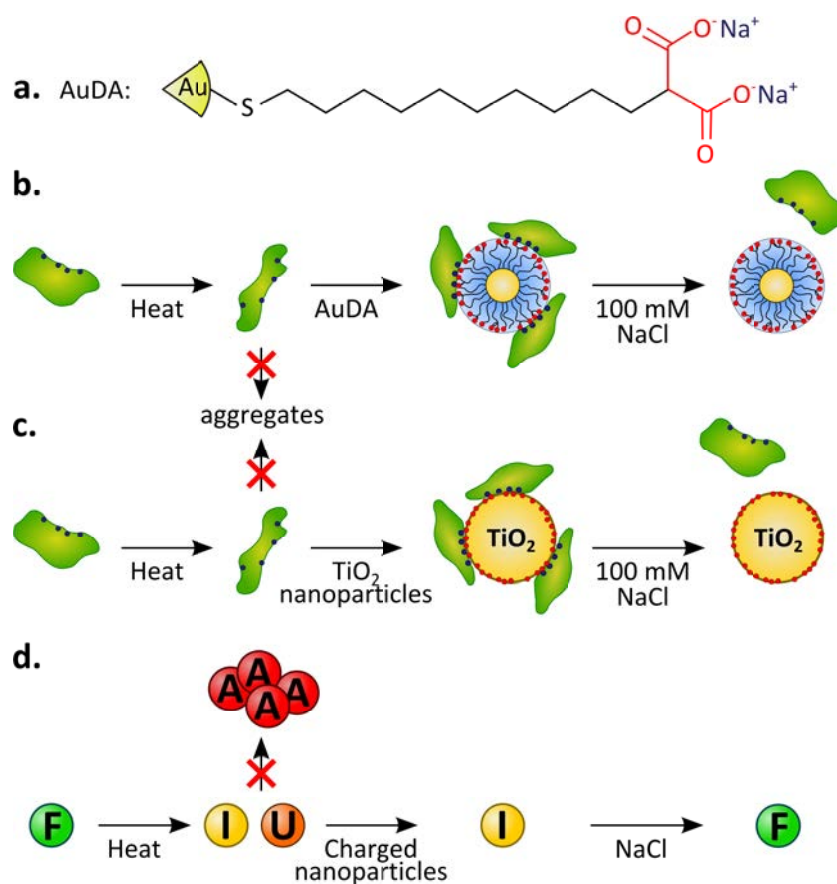 a. AuDA:
Au
S
O
O⁻Na⁺
O⁻Na⁺
O
b.
Heat
AuDA
100 mM
NaCl
aggregates
c.
Heat
TiO₂
nanoparticles
TiO₂
100 mM
NaCl
TiO₂
d.
A A A A
F
Heat
I U
Charged
nanoparticles
I
NaCl
F